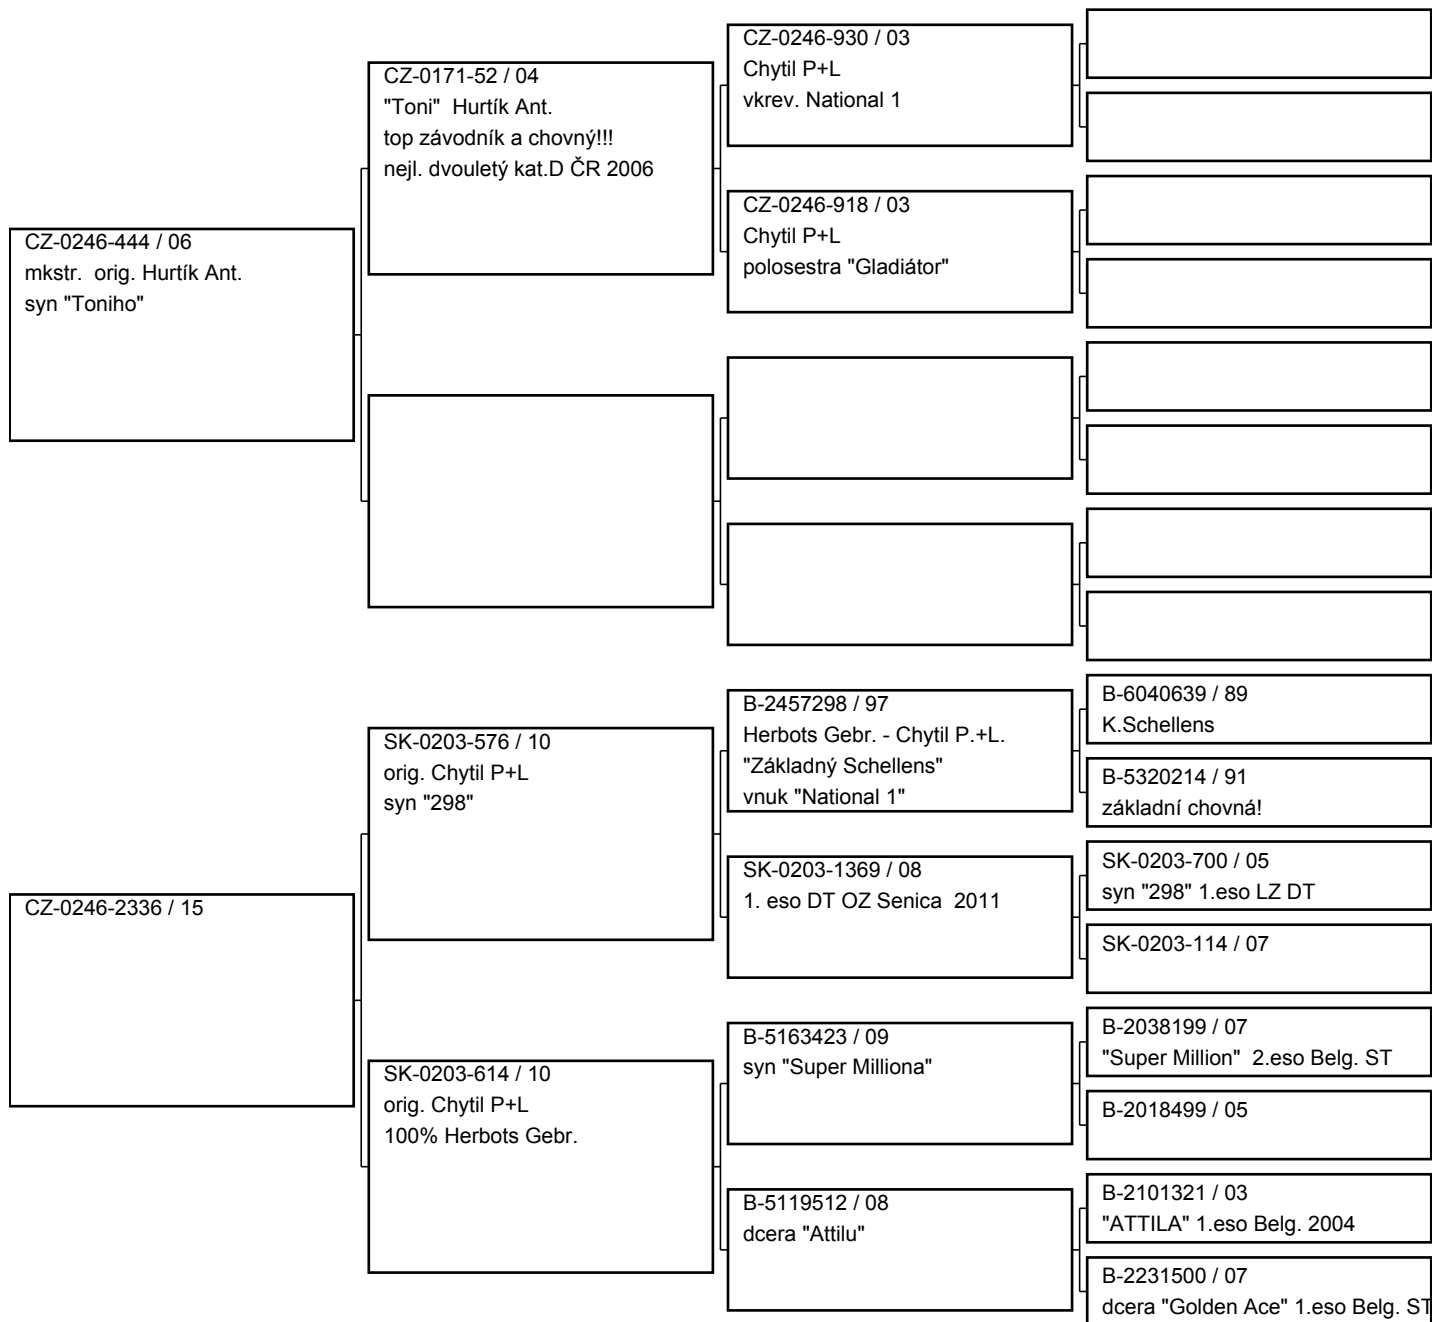 CZ-0246-444 / 06
mkstr.  orig. Hurtík Ant.
syn "Toniho"
CZ-0171-52 / 04
"Toni"  Hurtík Ant.
top závodník a chovný!!!
nejl. dvouletý kat.D ČR 2006
CZ-0246-930 / 03
Chytil P+L
vkrev. National 1
CZ-0246-918 / 03
Chytil P+L
polosestra "Gladiátor"
CZ-0246-2336 / 15
SK-0203-576 / 10
orig. Chytil P+L
syn "298"
B-2457298 / 97
Herbots Gebr. - Chytil P.+L.
"Základný Schellens"
vnuk "National 1"
B-6040639 / 89
K.Schellens
B-5320214 / 91
základní chovná!
SK-0203-1369 / 08
1. eso DT OZ Senica  2011
SK-0203-700 / 05
syn "298" 1.eso LZ DT
SK-0203-114 / 07
SK-0203-614 / 10
orig. Chytil P+L
100% Herbots Gebr.
B-5163423 / 09
syn "Super Milliona"
B-2038199 / 07
"Super Million"  2.eso Belg. ST
B-2018499 / 05
B-5119512 / 08
dcera "Attilu"
B-2101321 / 03
"ATTILA" 1.eso Belg. 2004
B-2231500 / 07
dcera "Golden Ace" 1.eso Belg. ST